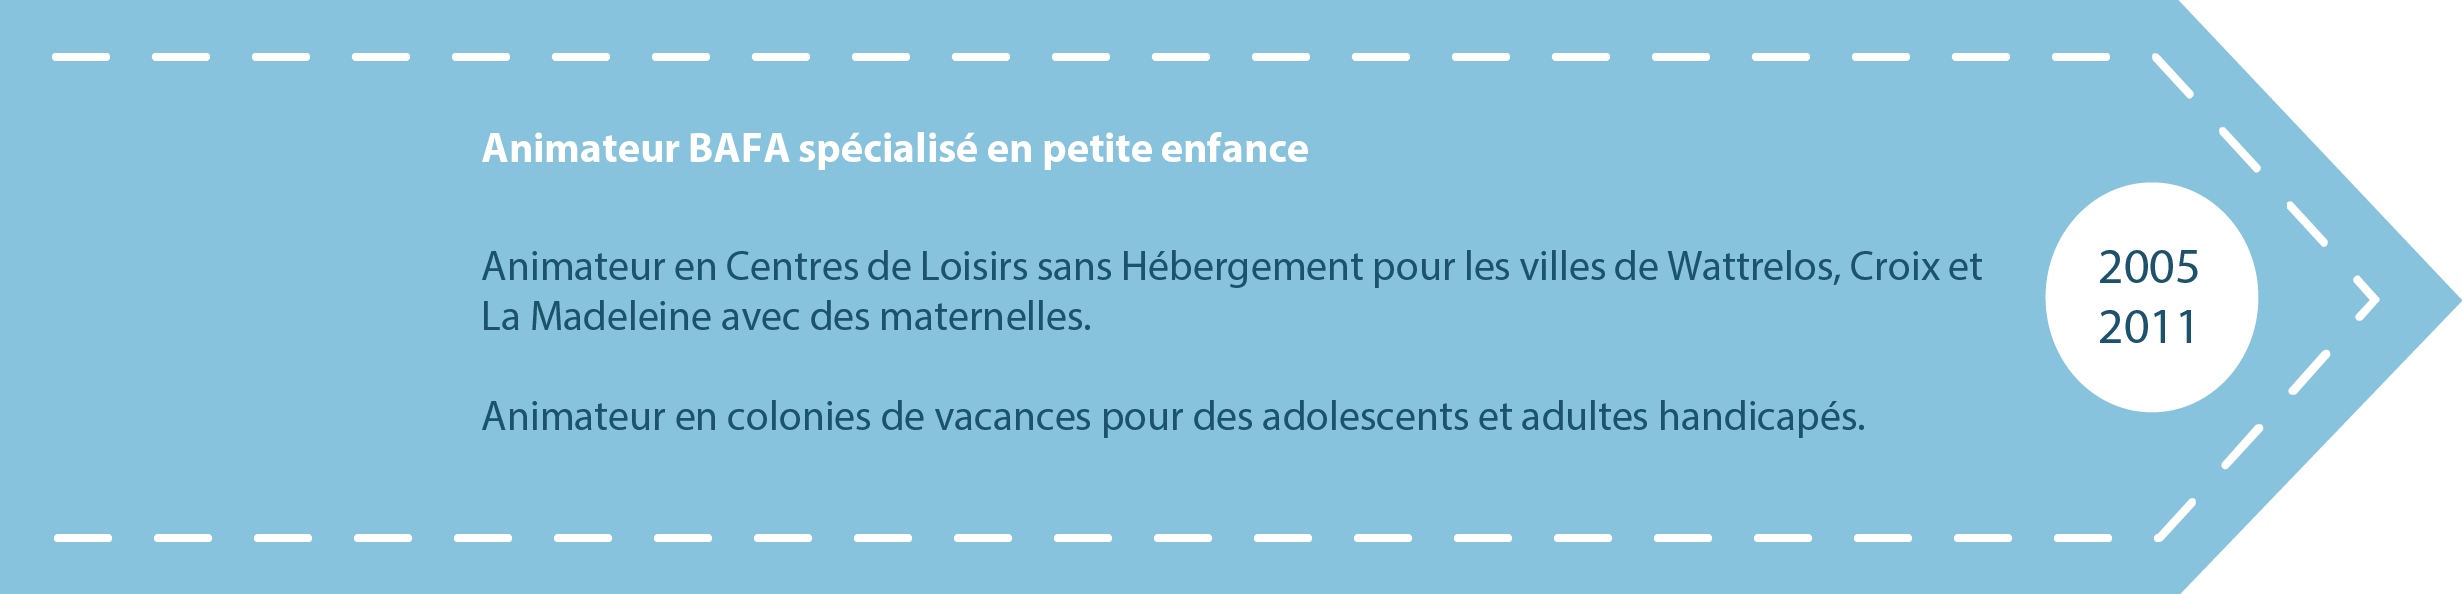 Animateur BAFA spécialisé en petite enfance
Animateur en Centres de Loisirs sans Hébergement pour les villes de Wattrelos, Croix et
La Madeleine avec des maternelles.
Animateur en colonies de vacances pour des adolescents et adultes handicapés.
2005
2011